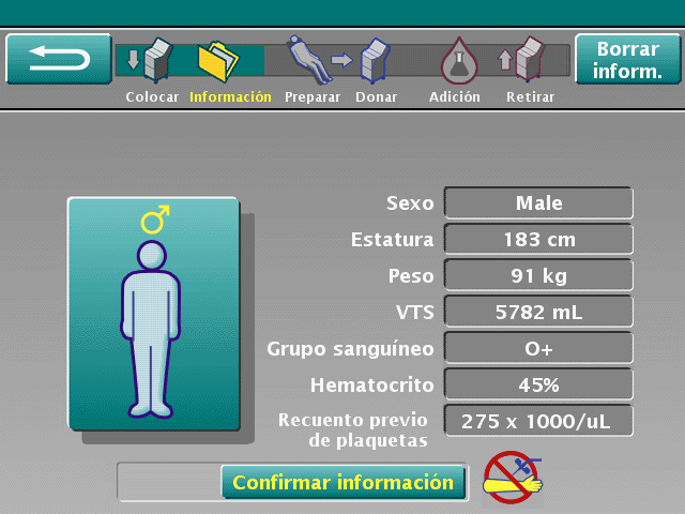 Borrar
inform.
Colocar Información Preparar Donar Adición Retirar
Sexo Male
Estatura 183 cm
Peso 91 kg
VTS 5782 mL
Grupo sanguíneo O+
Hematocrito 45%
Recuento previo
de plaquetas 275 x 1000/uL
Confirmar información